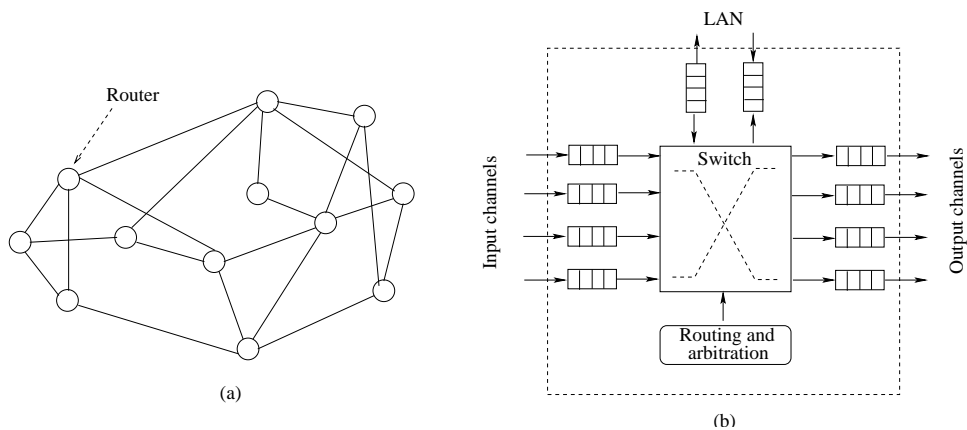 Router
(a)
LAN
Input channels
Switch
Output channels
Routing and
arbitration
(b)